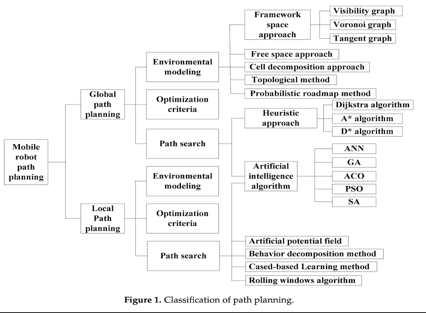 Mobile
robot
path
planning
Global
path
planning
Local
Path
planning
Environmental
modeling
Optimization
criteria
Path search
Environmental
modeling
Optimization
criteria
Path search
Framework
space
approach
Visibility graph
Voronoi graph
Tangent graph
Free space approach
Cell decomposition approach
Topological method
Probabilistic roadmap method
Heuristic
approach
Dijkstra algorithm
A* algorithm
D* algorithm
Artificial
intelligence
algorithm
ANN
GA
ACO
PSO
SA
Artificial potential field
Behavior decomposition method
Cased-based Learning method
Rolling windows algorithm
Figure 1. Classification of path planning.